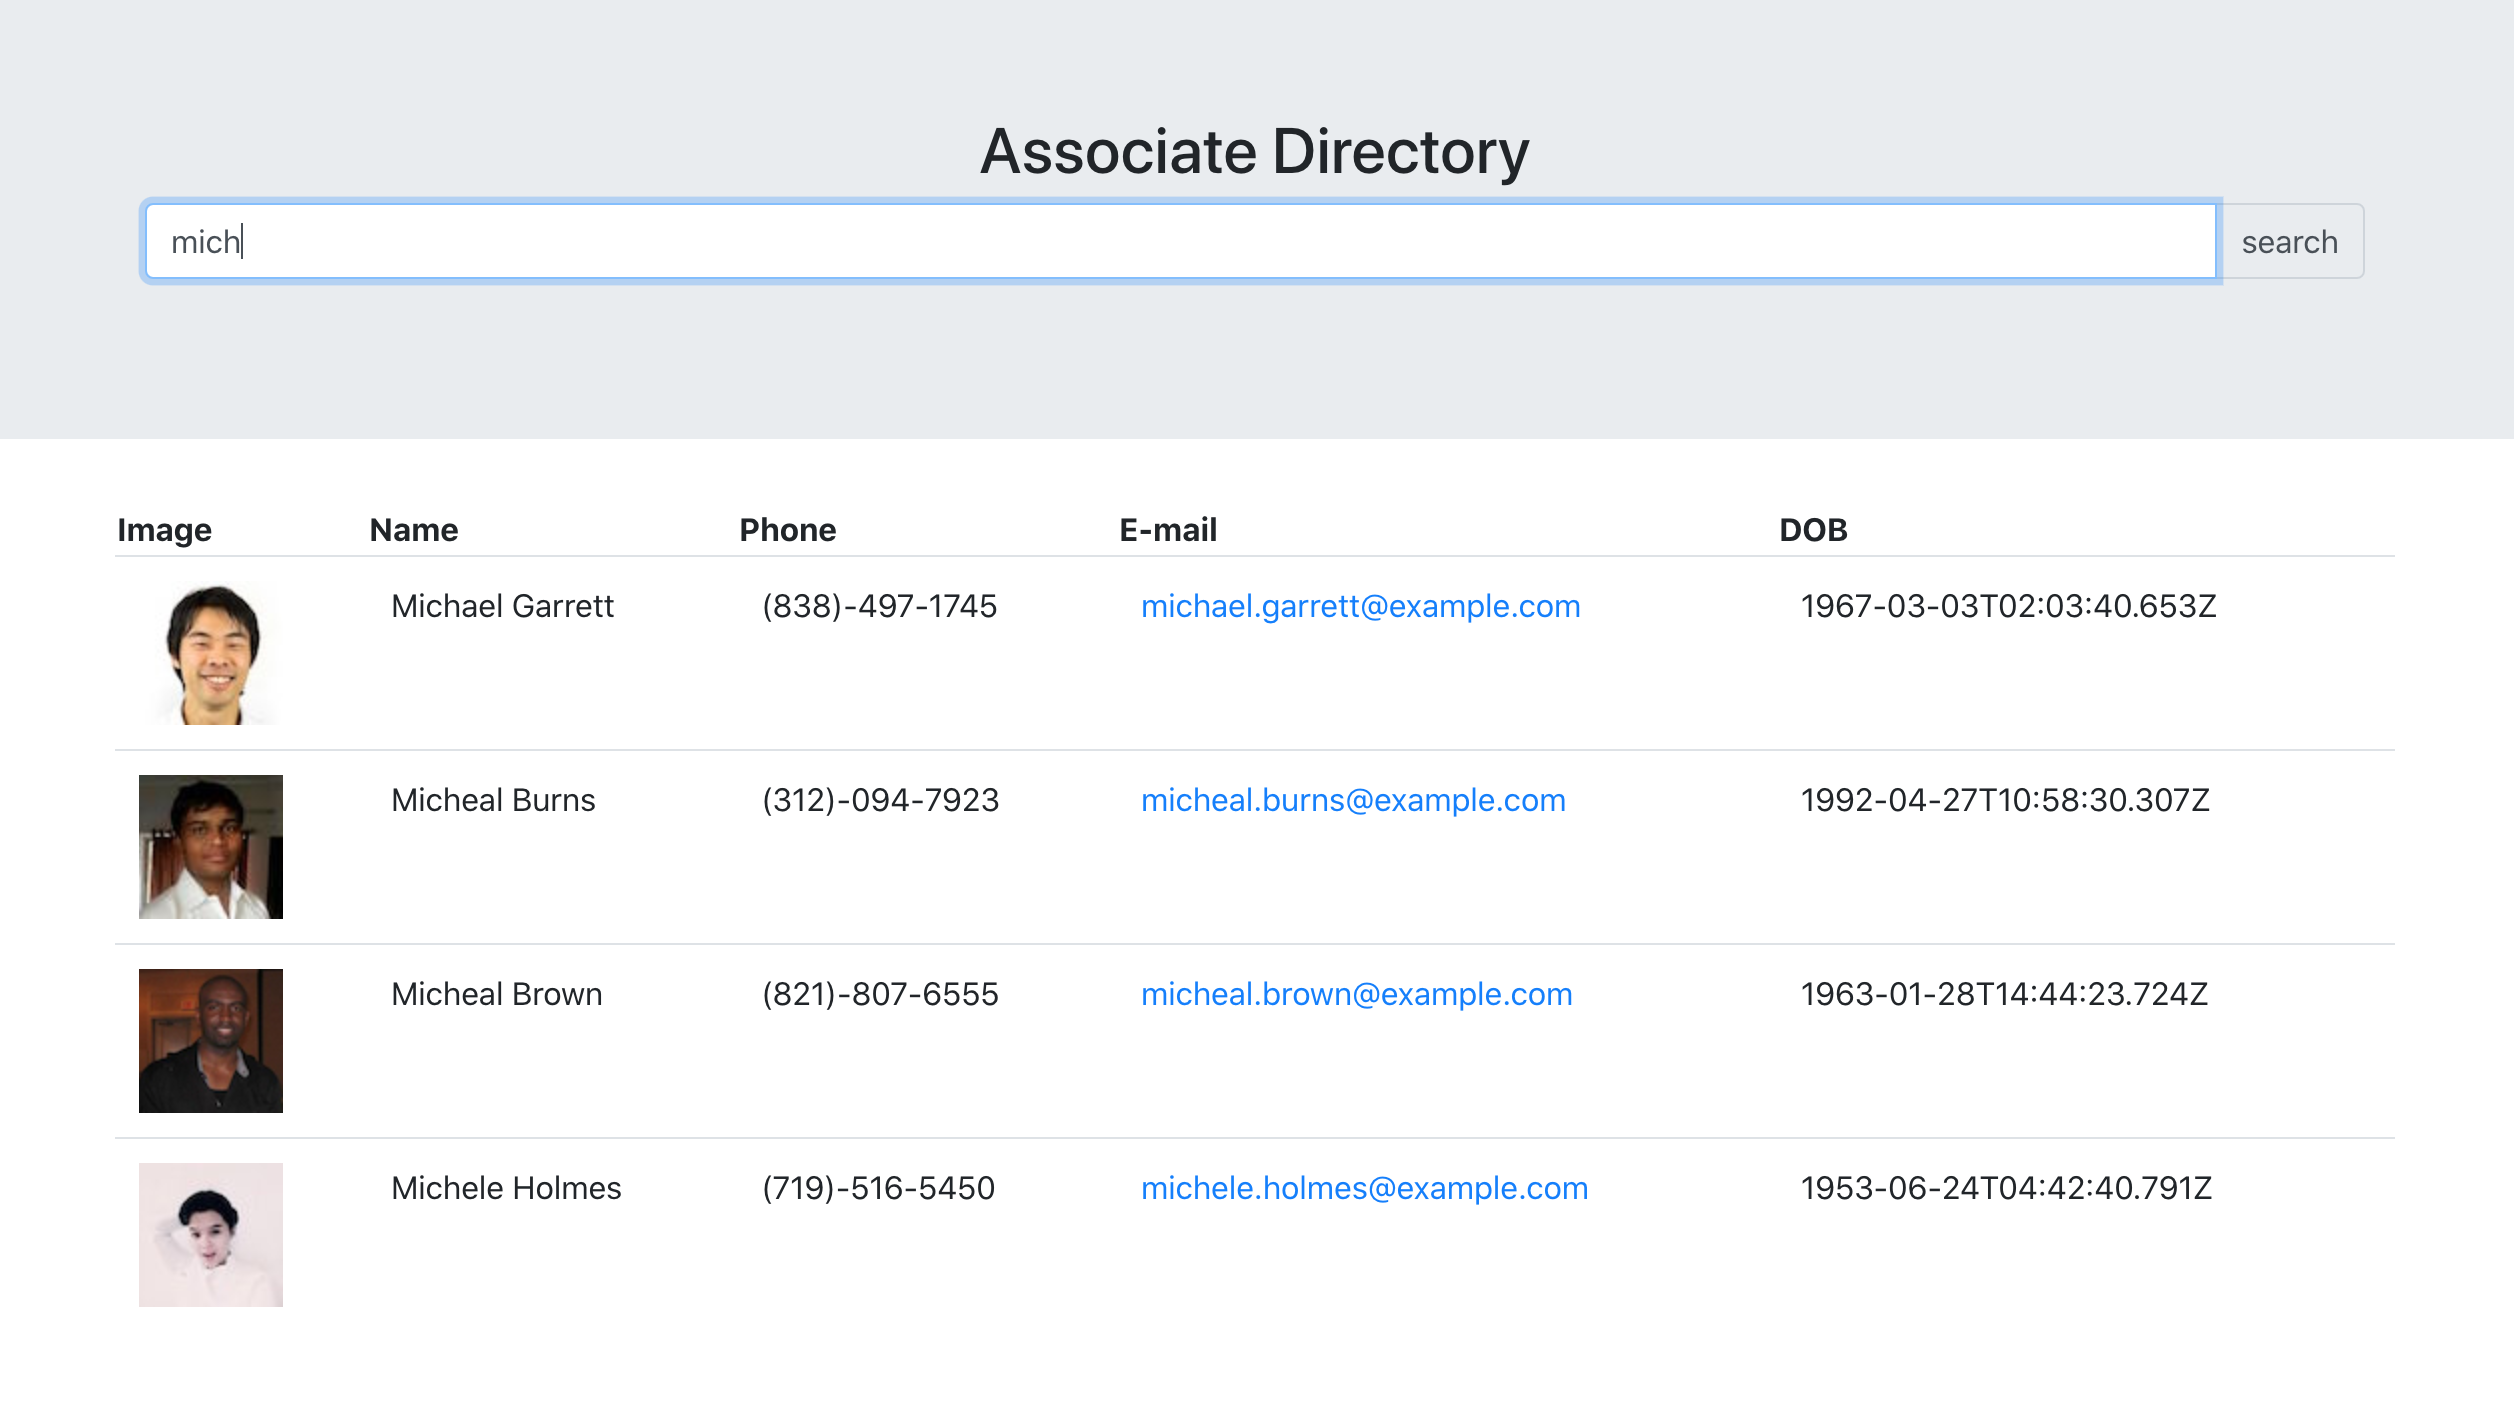 Associate Directory
mich
search
Image Name Phone E-mail DOB
Michael Garrett (838)-497-1745 michael.garrett@example.com 1967-03-03T02:03:40.653Z
Micheal Burns (312)-094-7923 micheal.burns@example.com 1992-04-27T10:58:30.307Z
Micheal Brown (821)-807-6555 micheal.brown@example.com 1963-01-28T14:44:23.724Z
Michele Holmes (719)-516-5450 michele.holmes@example.com 1953-06-24T04:42:40.791Z